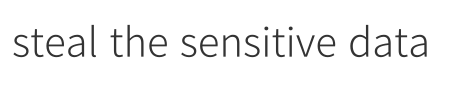 steal the sensitive data